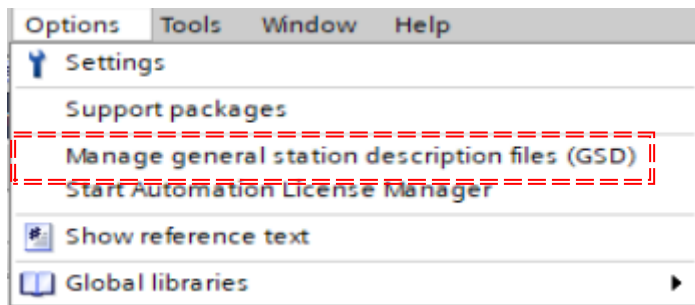 Options Tools Window Help
Settings
Support packages
Manage general station description files (GSD)
Start Automation License Manager
Show reference text
Global libraries